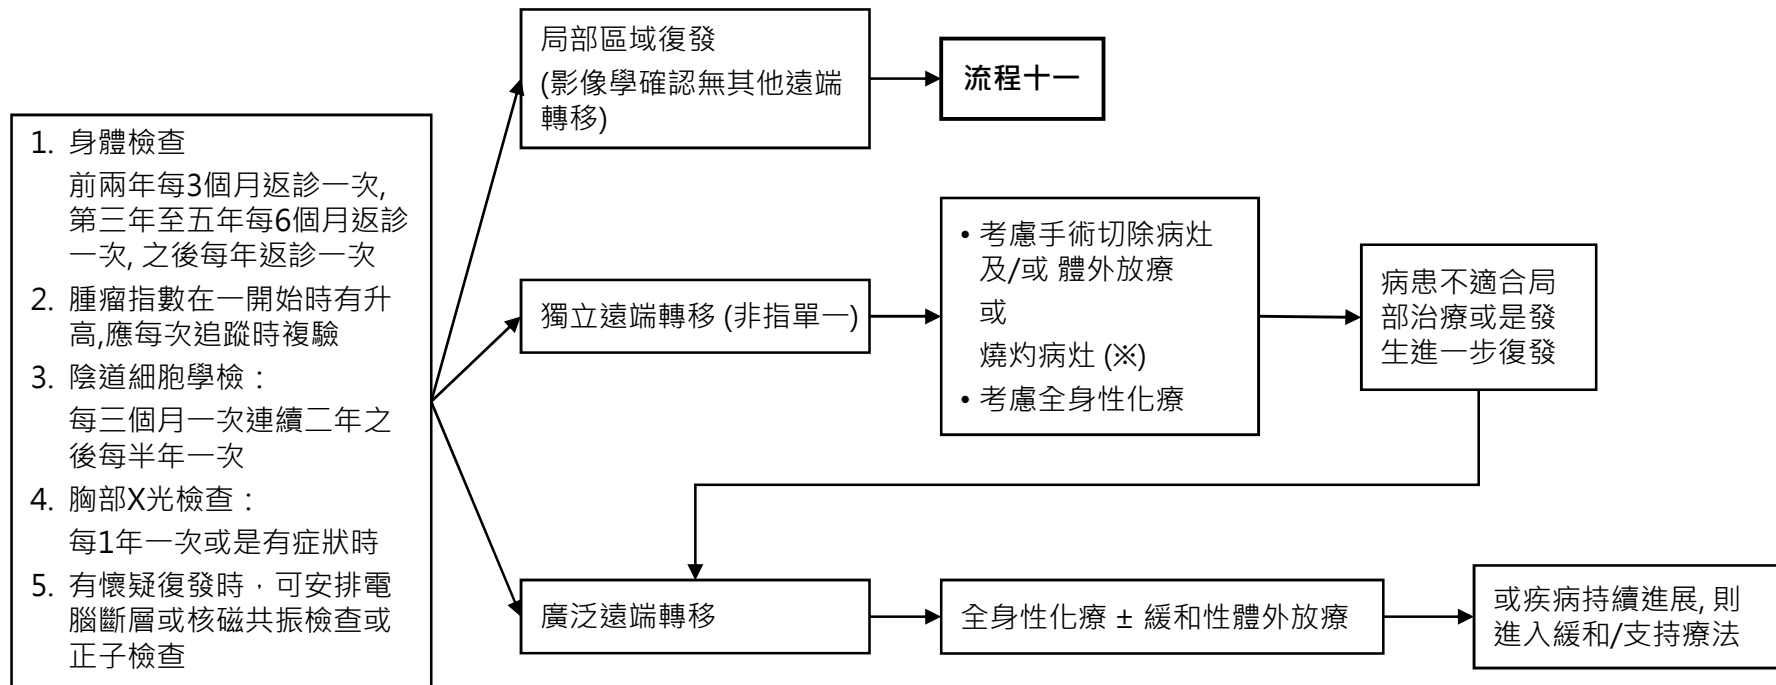 1. 身體檢查
前兩年每3個月返診一次,
第三年至五年每6個月返診
一次, 之後每年返診一次
2. 腫瘤指數在一開始時有升
高,應每次追蹤時複驗
3. 陰道細胞學檢：
每三個月一次連續二年之
後每半年一次
4. 胸部X光檢查：
每1年一次或是有症狀時
5. 有懷疑復發時，可安排電
腦斷層或核磁共振檢查或
正子檢查
局部區域復發
(影像學確認無其他遠端
轉移)
流程十一
獨立遠端轉移 (非指單一)
• 考慮手術切除病灶
及/或 體外放療
或
燒灼病灶 (※)
• 考慮全身性化療
病患不適合局
部治療或是發
生進一步復發
廣泛遠端轉移
全身性化療 ± 緩和性體外放療
或疾病持續進展, 則
進入緩和/支持療法